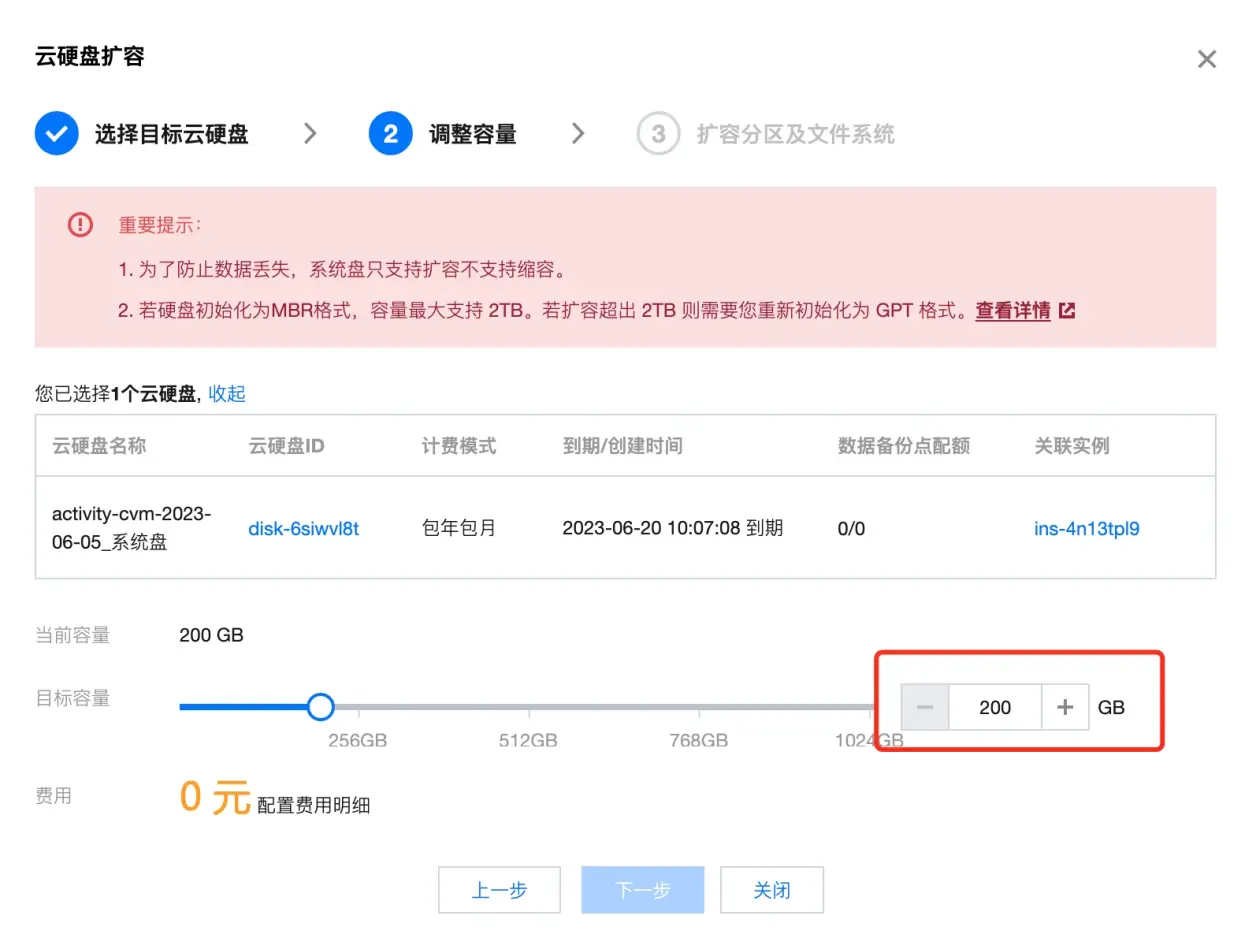 云硬盘扩容
选择目标云硬盘
2 调整容量
3 扩容分区及文件系统
重要提示：
1. 为了防止数据丢失，系统盘只支持扩容不支持缩容。
2. 若硬盘初始化为MBR格式，容量最大支持 2TB。若扩容超出 2TB 则需要您重新初始化为 GPT 格式。查看详情
您已选择1个云硬盘, 收起
云硬盘名称 云硬盘ID 计费模式 到期/创建时间 数据备份点配额 关联实例
activity-cvm-2023-
06-05_系统盘
disk-6siwvl8t 包年包月 2023-06-20 10:07:08 到期 0/0 ins-4n13tpl9
当前容量 200 GB
目标容量
200 GB
256GB 512GB 768GB 1024GB
费用 0 元 配置费用明细
上一步 下一步 关闭